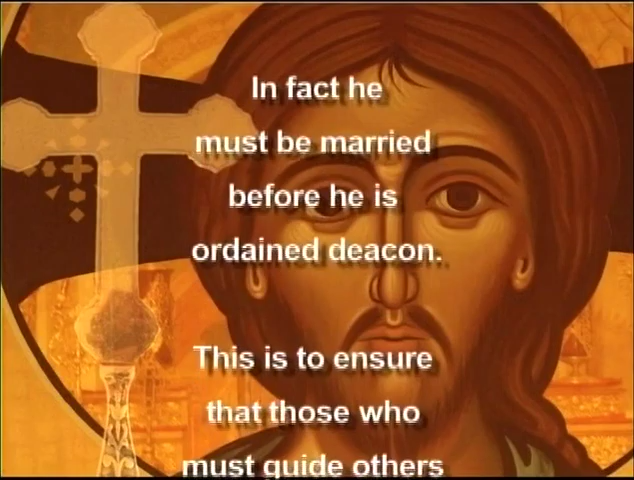 In fact he
must be married
before he is
ordained deacon.
This is to ensure
that those who
must guide others